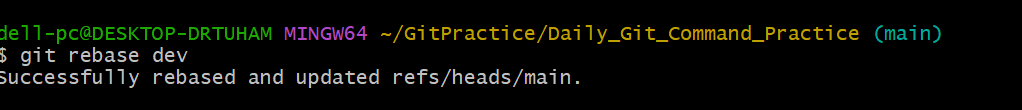 dell-pc@DESKTOP-DRTUHAM MINGW64 ~/GitPractice/Daily_Git_Command_Practice (main)
$ git rebase dev
Successfully rebased and updated refs/heads/main.